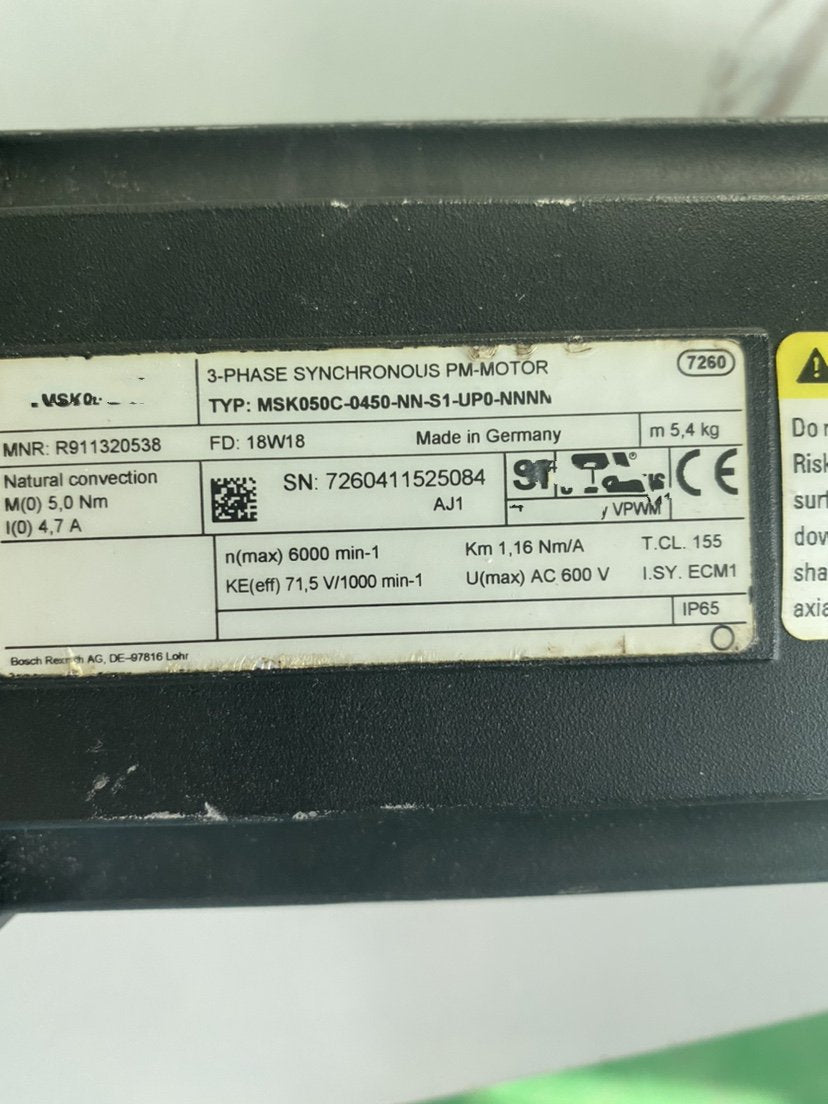 3-PHASE SYNCHRONOUS PM-MOTOR
7260
TYP: MSK050C-0450-NN-S1-UP0-NNNN
MNR: R911320538
FD: 18W18
Made in Germany
m 5,4 kg
Natural convection
M(0) 5,0 Nm
I(0) 4,7 A
SN: 7260411525084
AJ1
CE
VPWM
n(max) 6000 min-1
Km 1,16 Nm/A
T.CL. 155
KE(eff) 71,5 V/1000 min-1
U(max) AC 600 V
I.SY. ECM1
IP65
Bosch Rexroth AG, DE-97816 Lohr
Risk